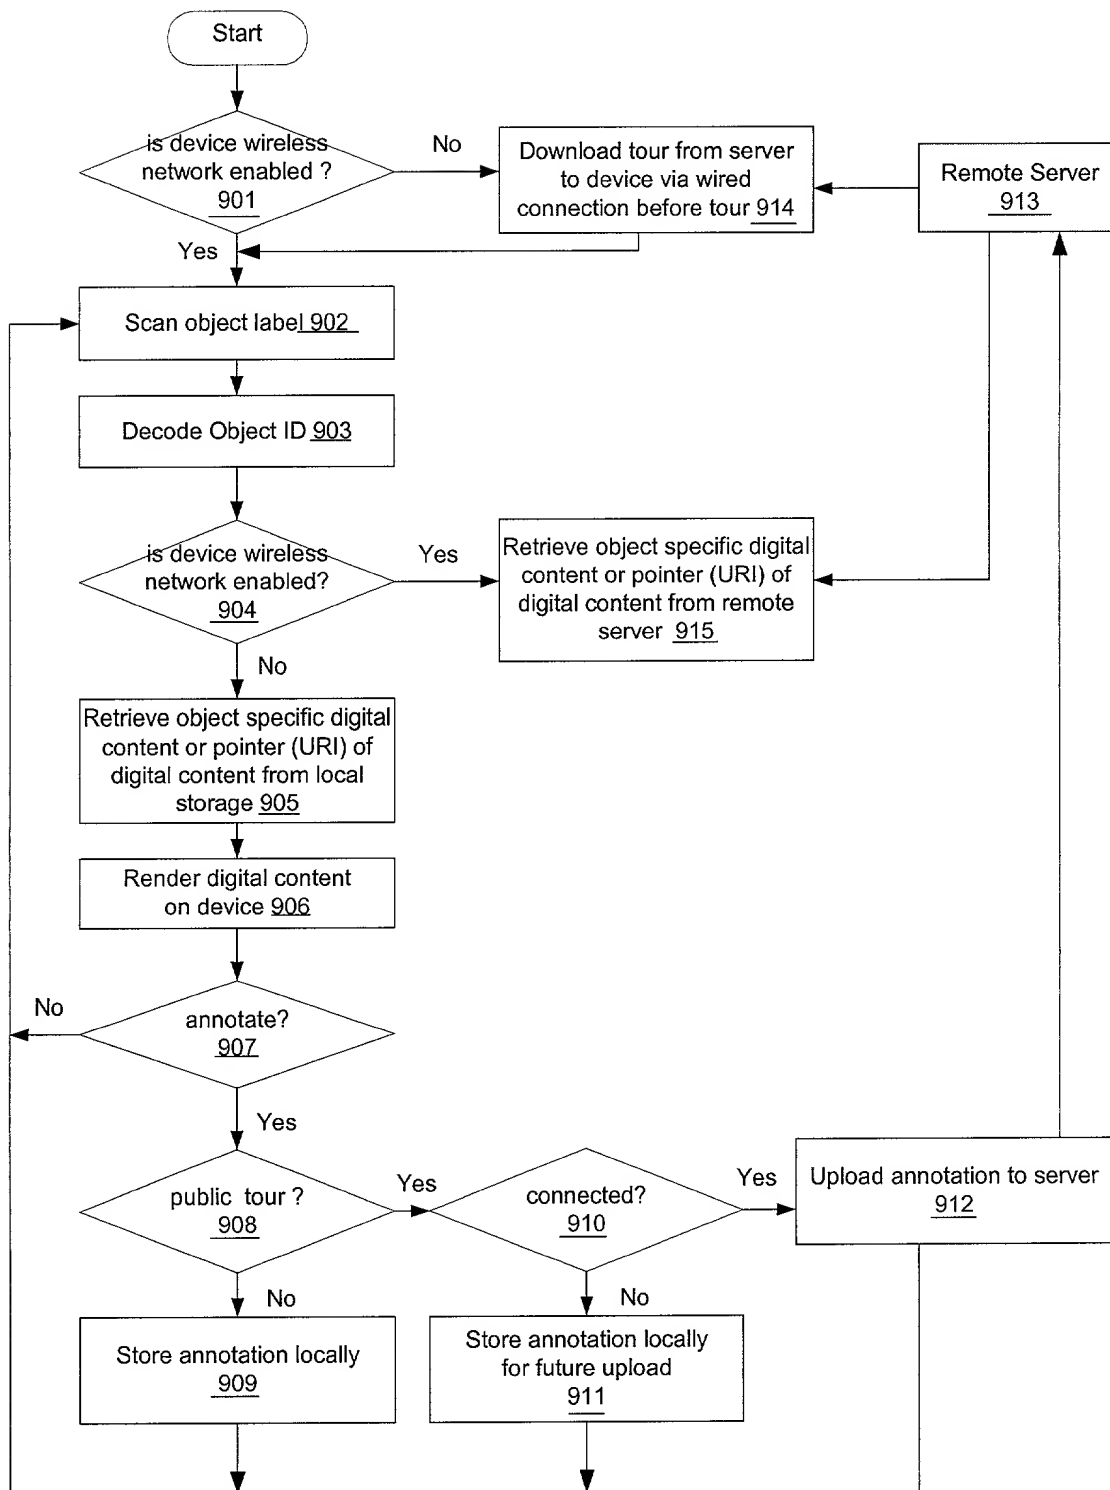 Start
is device wireless
network enabled ?
901
No
Download tour from server
to device via wired
connection before tour 914
Remote Server
913
Yes
Scan object label 902
Decode Object ID 903
is device wireless
network enabled?
904
Yes
Retrieve object specific digital
content or pointer (URI) of
digital content from remote
server 915
No
Retrieve object specific digital
content or pointer (URI) of
digital content from local
storage 905
Render digital content
on device 906
No
annotate?
907
Yes
public tour ?
908
Yes
connected?
910
Yes
Upload annotation to server
912
No
No
Store annotation locally
909
Store annotation locally
for future upload
911